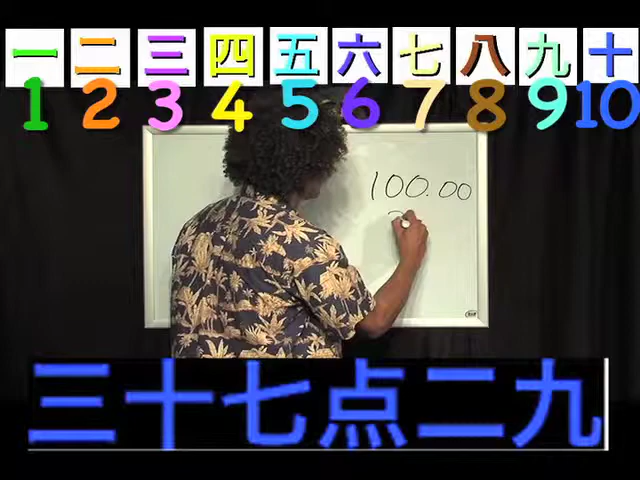 一 二 三 四 五 六 七 八 九 十
1 2 3 4 5 6 7 8 9 10
100.00
三十七点二九